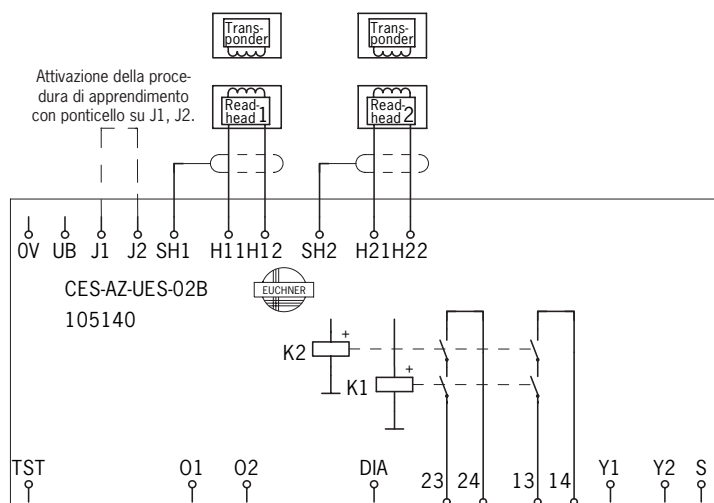 Trans-
ponder
Trans-
ponder
Attivazione della proce-
dura di apprendimento
con ponticello su J1, J2.
Read-
head 1
Read-
head 2
0V UB J1 J2 SH1 H11 H12 SH2 H21 H22
CES-AZ-UES-02B
EUCHNER
105140
+
K2
+
K1
TST O1 O2 DIA 23 24 13 14 Y1 Y2 S